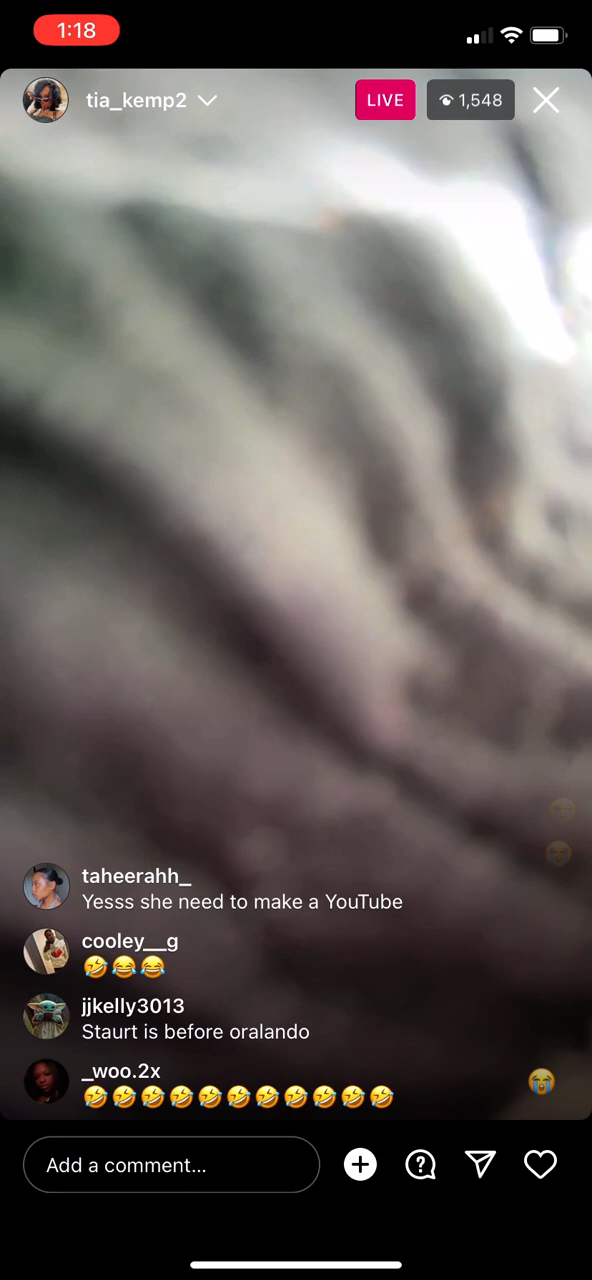 1:18
tia_kemp2
LIVE
1,548
taheerahh_
Yesss she need to make a YouTube
cooley__g
🤣😂😂
jjkelly3013
Staurt is before oralando
_woo.2x
🤣🤣🤣🤣🤣🤣🤣🤣🤣🤣🤣
Add a comment...